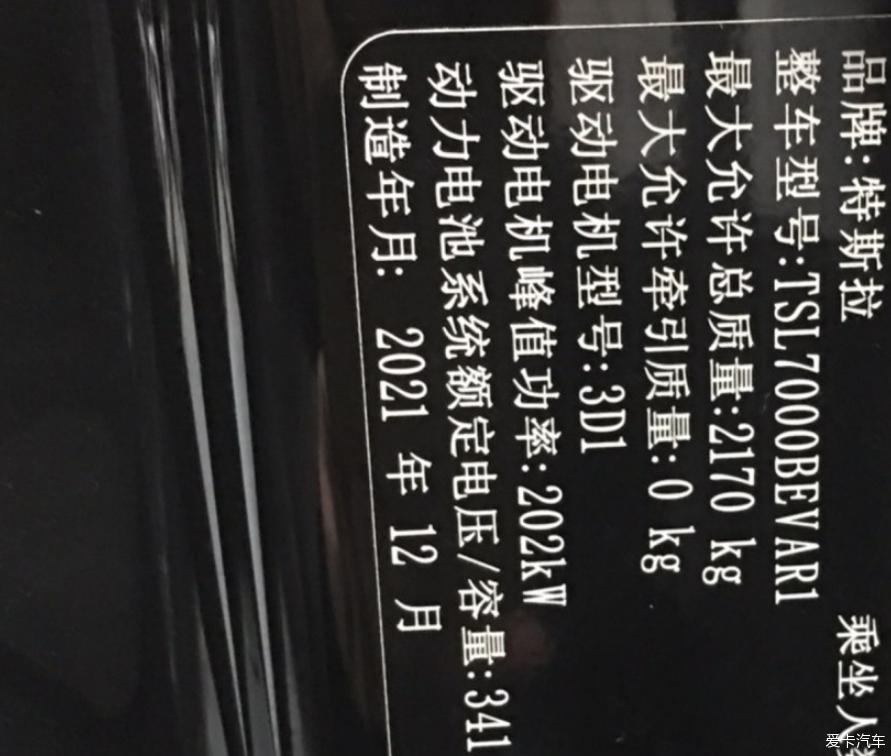 品牌:特斯拉
乘坐人
整车型号:TSL7000BEVAR1
最大允许总质量:2170 kg
最大允许牵引质量:0 kg
驱动电机型号:3D1
驱动电机峰值功率:202kW
动力电池系统额定电压/容量:341
制造年月: 2021 年 12 月
爱卡汽车